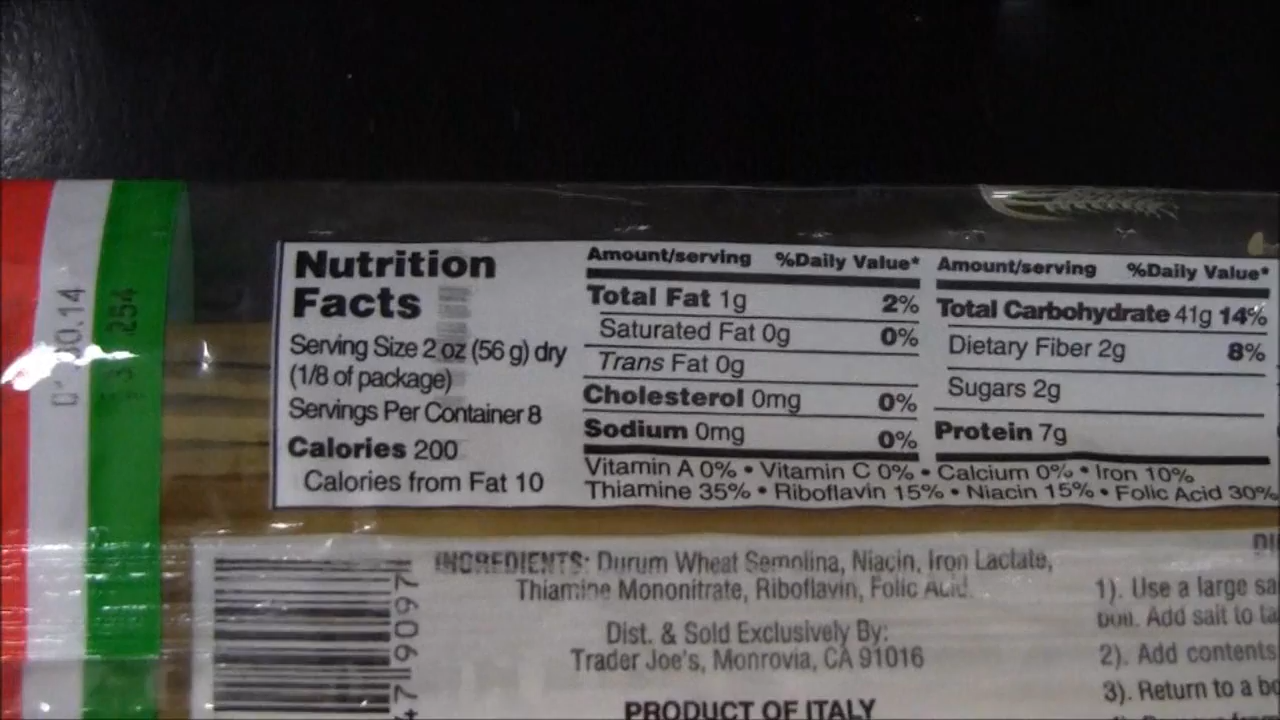 Nutrition
Facts
Serving Size 2 oz (56 g) dry
(1/8 of package)
Servings Per Container 8
Calories 200
Calories from Fat 10
Amount/serving %Daily Value*
Total Fat 1g 2%
Saturated Fat 0g 0%
Trans Fat 0g
Cholesterol 0mg 0%
Sodium 0mg 0%
Amount/serving %Daily Value*
Total Carbohydrate 41g 14%
Dietary Fiber 2g 8%
Sugars 2g
Protein 7g
Vitamin A 0% • Vitamin C 0% • Calcium 0% • Iron 10%
Thiamine 35% • Riboflavin 15% • Niacin 15% • Folic Acid 30%
INGREDIENTS: Durum Wheat Semolina, Niacin, Iron Lactate,
Thiamine Mononitrate, Riboflavin, Folic Acid.
Dist. & Sold Exclusively By:
Trader Joe's, Monrovia, CA 91016
PRODUCT OF ITALY
1). Use a large
boil. Add salt to
2). Add contents
3). Return to a
254